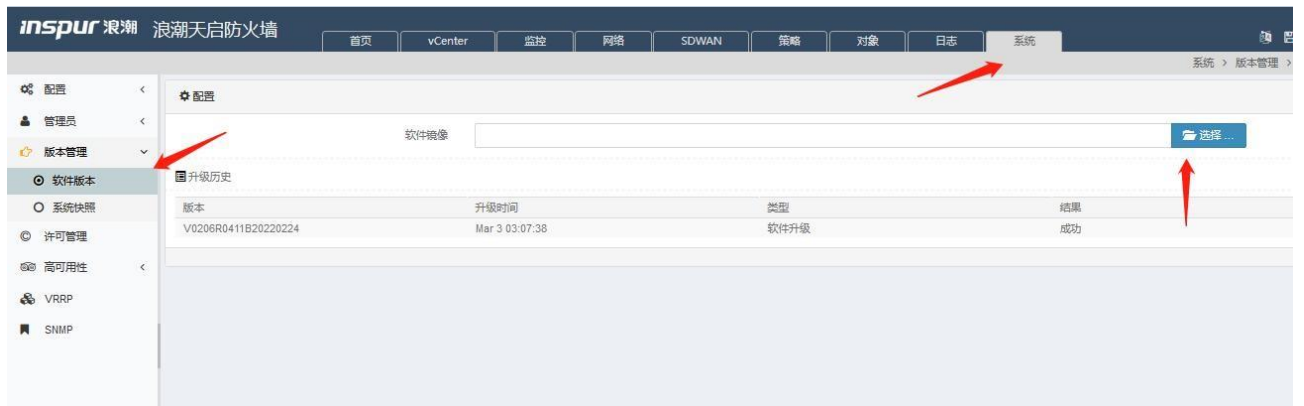 inspur 浪潮 浪潮天启防火墙
首页 vCenter 监控 网络 SDWAN 策略 对象 日志 系统
系统 > 版本管理 >
配置
管理员
版本管理
软件版本
系统快照
© 许可管理
高可用性
VRRP
SNMP
配置
软件镜像 选择 ...
升级历史
版本 升级时间 类型 结果
V0206R0411B20220224 Mar 3 03:07:38 软件升级 成功